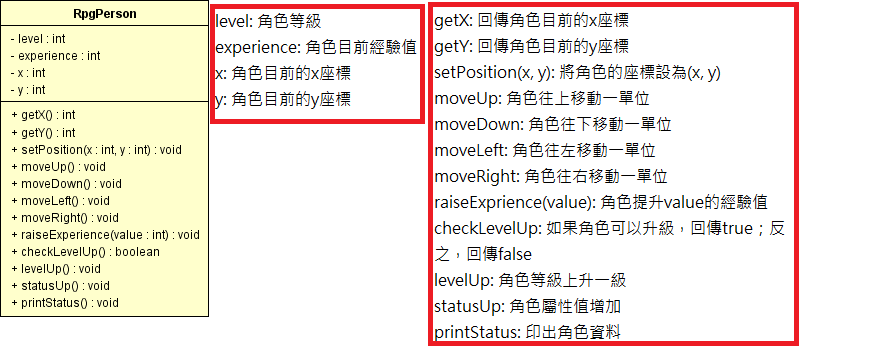 RpgPerson
- level : int
- experience : int
- x : int
- y : int
+ getX() : int
+ getY() : int
+ setPosition(x : int, y : int) : void
+ moveUp() : void
+ moveDown() : void
+ moveLeft() : void
+ moveRight() : void
+ raiseExperience(value : int) : void
+ checkLevelUp() : boolean
+ levelUp() : void
+ statusUp() : void
+ printStatus() : void
level: 角色等級
experience: 角色目前經驗值
x: 角色目前的x座標
y: 角色目前的y座標
getX: 回傳角色目前的x座標
getY: 回傳角色目前的y座標
setPosition(x, y): 將角色的座標設為(x, y)
moveUp: 角色往上移動一單位
moveDown: 角色往下移動一單位
moveLeft: 角色往左移動一單位
moveRight: 角色往右移動一單位
raiseExprience(value): 角色提升value的經驗值
checkLevelUp: 如果角色可以升級，回傳true；反
之，回傳false
levelUp: 角色等級上升一級
statusUp: 角色屬性值增加
printStatus: 印出角色資料